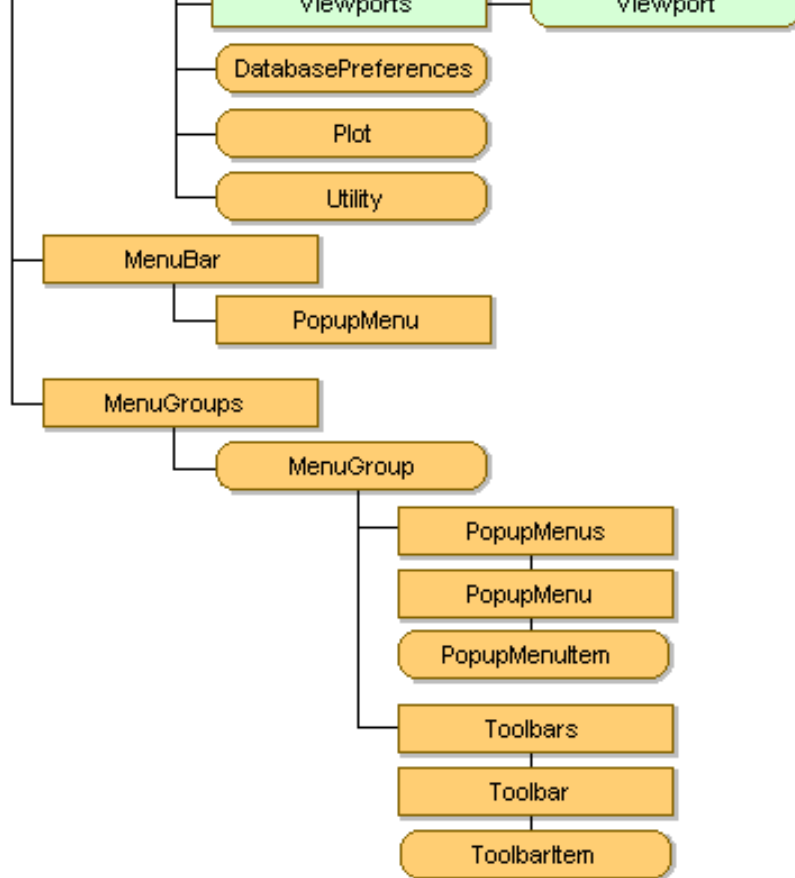 Viewports
Viewport
DatabasePreferences
Plot
Utility
MenuBar
PopupMenu
MenuGroups
MenuGroup
PopupMenus
PopupMenu
PopupMenuItem
Toolbars
Toolbar
ToolbarItem